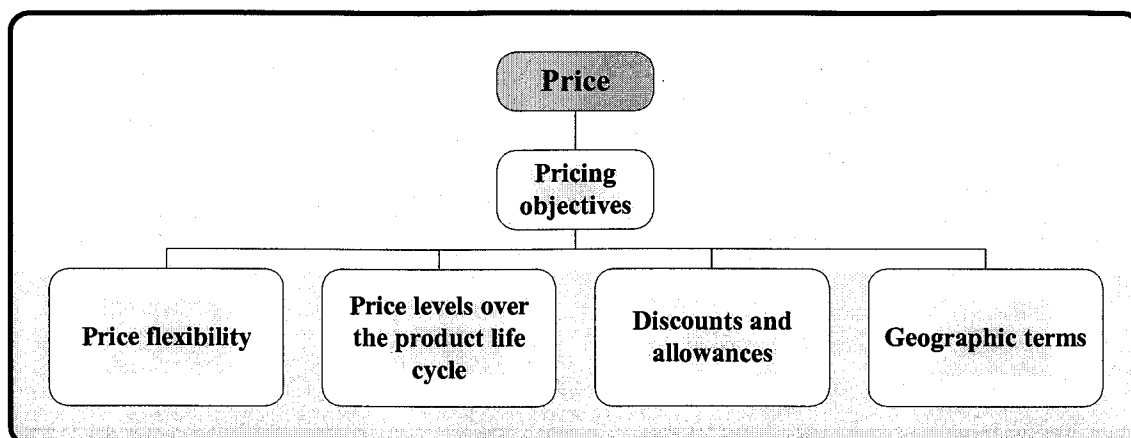 Price
Pricing
objectives
Price flexibility
Price levels over
the product life
cycle
Discounts and
allowances
Geographic terms